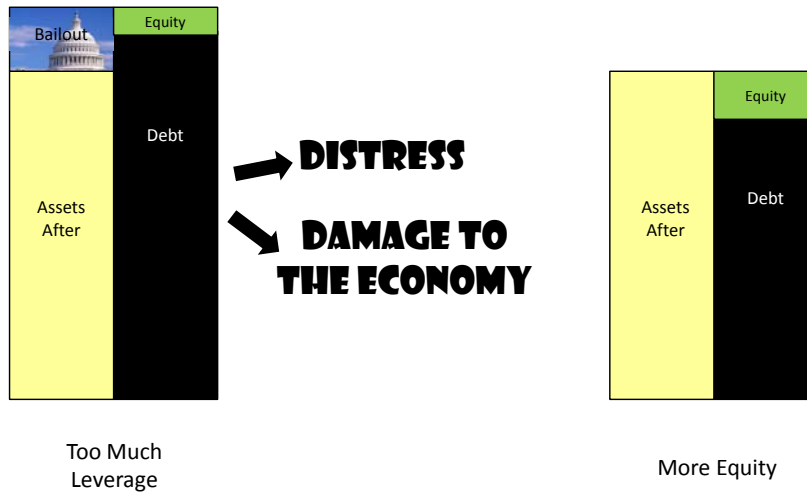 Bailout
Equity
Debt
Assets
After
DISTRESS
DAMAGE TO
THE ECONOMY
Too Much
Leverage
Equity
Debt
Assets
After
More Equity